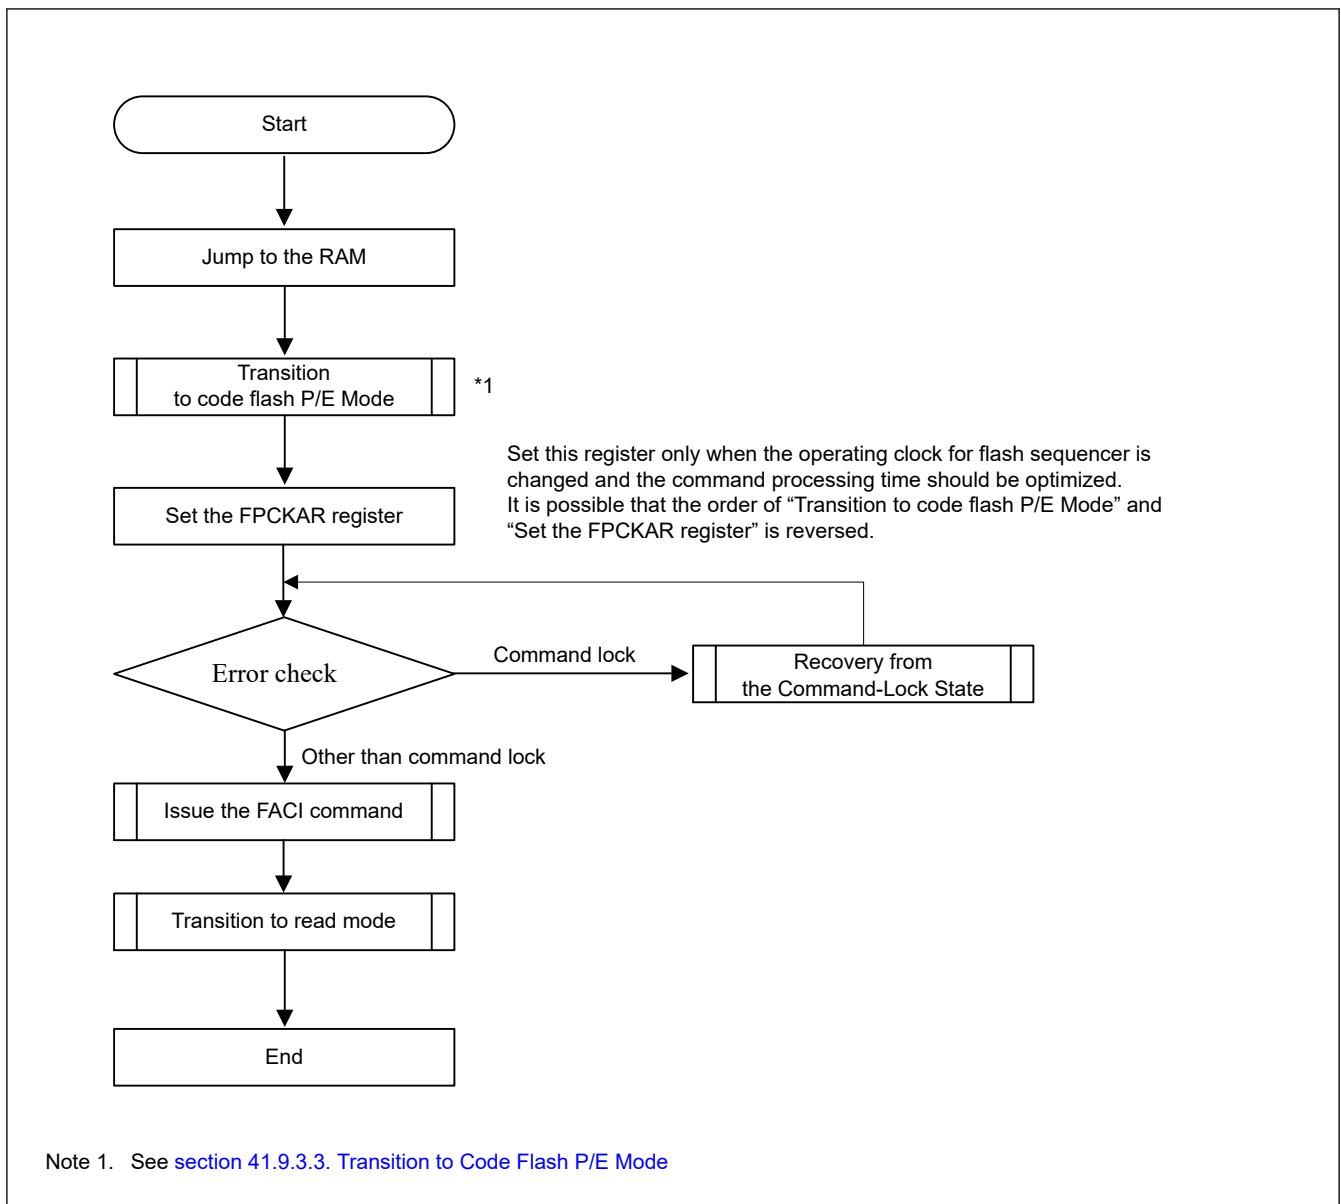 Start
Jump to the RAM
Transition
to code flash P/E Mode
*1
Set this register only when the operating clock for flash sequencer is
changed and the command processing time should be optimized.
It is possible that the order of “Transition to code flash P/E Mode” and
“Set the FPCKAR register” is reversed.
Set the FPCKAR register
Error check
Command lock
Recovery from
the Command-Lock State
Other than command lock
Issue the FACI command
Transition to read mode
End
Note 1. See section 41.9.3.3. Transition to Code Flash P/E Mode